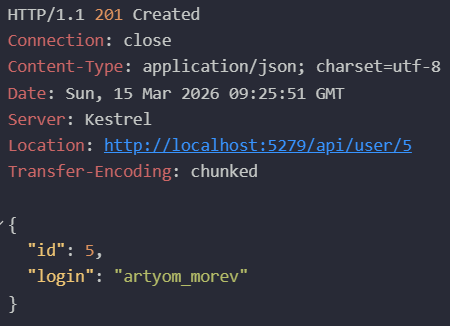 HTTP/1.1 201 Created
Connection: close
Content-Type: application/json; charset=utf-8
Date: Sun, 15 Mar 2026 09:25:51 GMT
Server: Kestrel
Location: http://localhost:5279/api/user/5
Transfer-Encoding: chunked
{
  "id": 5,
  "login": "artyom_morev"
}